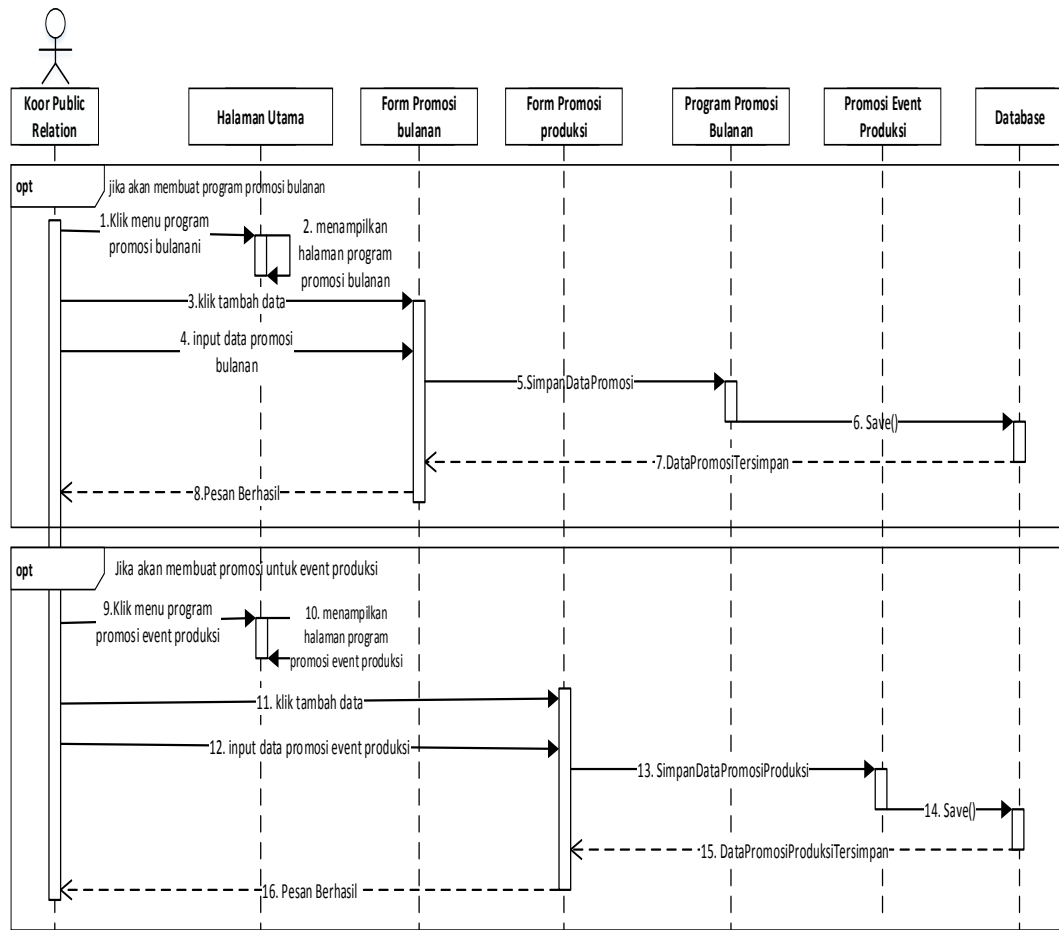 Koor Public
Relation
Halaman Utama
Form Promosi
bulanan
Form Promosi
produksi
Program Promosi
Bulanan
Promosi Event
Produksi
Database
opt
jika akan membuat program promosi bulanan
1.Klik menu program
promosi bulanani
2. menampilkan
halaman program
promosi bulanan
3.klik tambah data
4. input data promosi
bulanan
5.SimpanDataPromosi
6. Save()
7.DataPromosiTersimpan
8.Pesan Berhasil
opt
Jika akan membuat promosi untuk event produksi
9.Klik menu program
promosi event produksi
10. menampilkan
halaman program
promosi event produksi
11. klik tambah data
12. input data promosi event produksi
13. SimpanDataPromosiProduksi
14. Save()
15. DataPromosiProduksiTersimpan
16. Pesan Berhasil